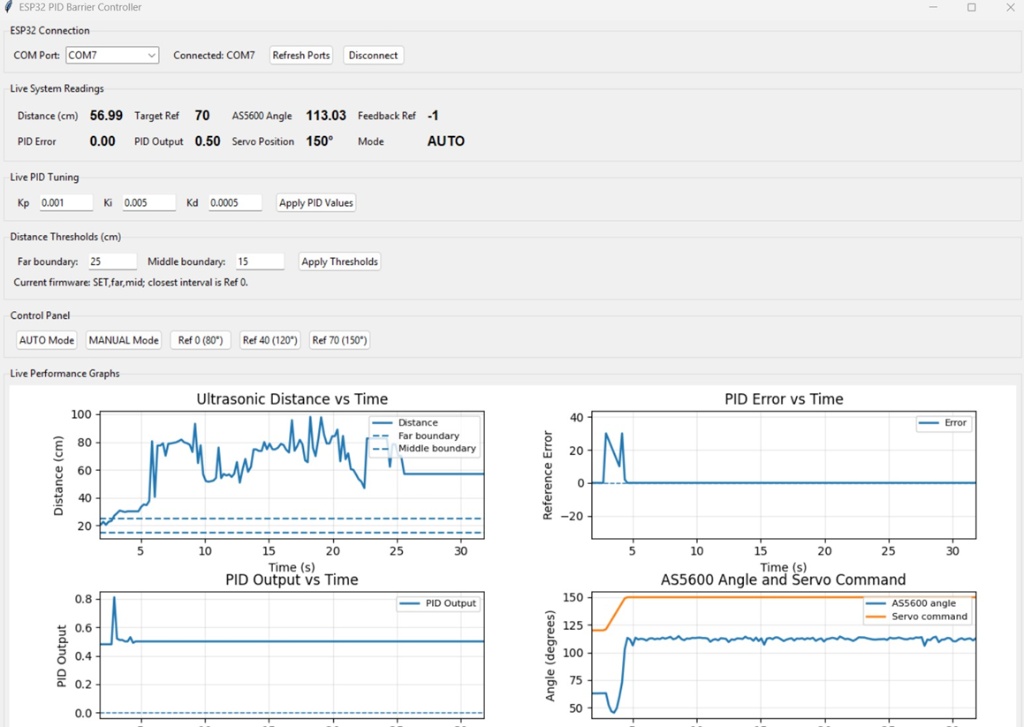 ESP32 PID Barrier Controller
ESP32 Connection
COM Port: COM7 Connected: COM7 Refresh Ports Disconnect
Live System Readings
Distance (cm) 56.99 Target Ref 70 AS5600 Angle 113.03 Feedback Ref -1
PID Error 0.00 PID Output 0.50 Servo Position 150° Mode AUTO
Live PID Tuning
Kp 0.001 Ki 0.005 Kd 0.0005 Apply PID Values
Distance Thresholds (cm)
Far boundary: 25 Middle boundary: 15 Apply Thresholds
Current firmware: SET,far,mid; closest interval is Ref 0.
Control Panel
AUTO Mode MANUAL Mode Ref 0 (80°) Ref 40 (120°) Ref 70 (150°)
Live Performance Graphs
Ultrasonic Distance vs Time
Distance (cm)
100
80
60
40
20
Distance
Far boundary
Middle boundary
5 10 15 20 25 30
Time (s)
PID Error vs Time
Reference Error
40
20
0
−20
Error
5 10 15 20 25 30
Time (s)
PID Output vs Time
PID Output
0.8
0.6
0.4
0.2
0.0
PID Output
AS5600 Angle and Servo Command
Angle (degrees)
150
125
100
75
50
AS5600 angle
Servo command